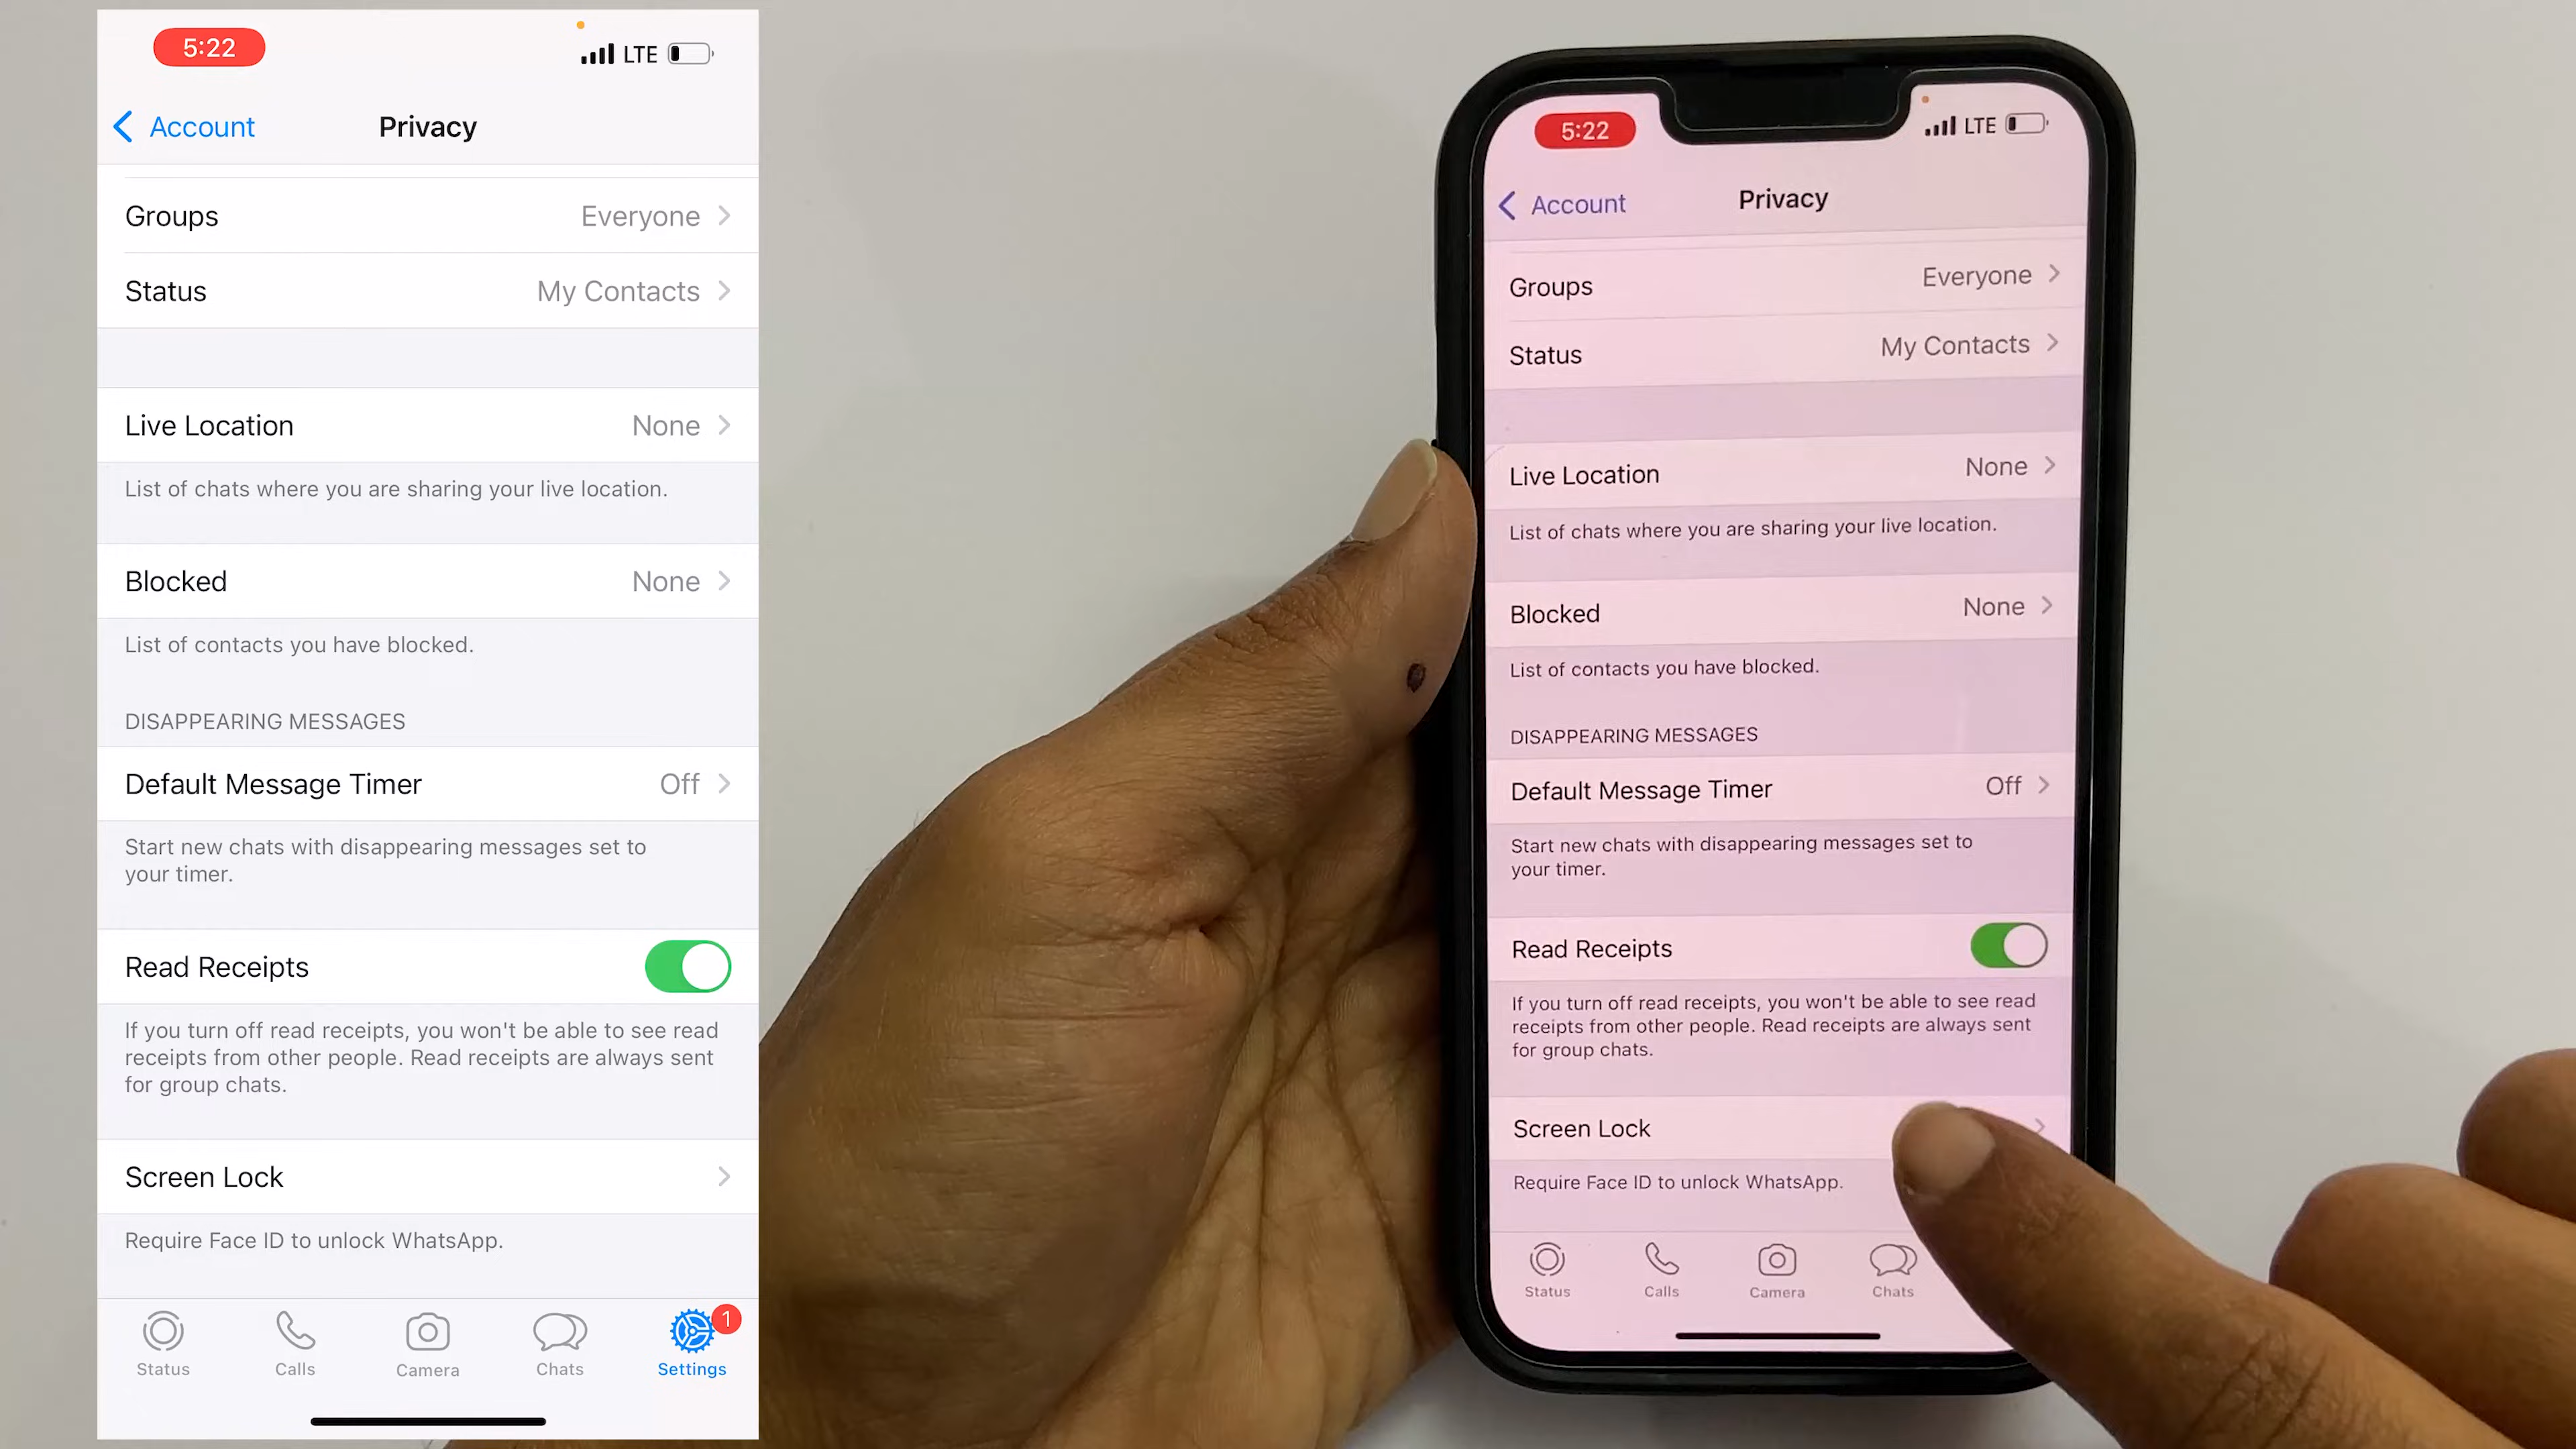 5:22
LTE
Account
Privacy
Groups
Everyone
Status
My Contacts
Live Location
None
List of chats where you are sharing your live location.
Blocked
None
List of contacts you have blocked.
DISAPPEARING MESSAGES
Default Message Timer
Off
Start new chats with disappearing messages set to
your timer.
Read Receipts
If you turn off read receipts, you won't be able to see read
receipts from other people. Read receipts are always sent
for group chats.
Screen Lock
Require Face ID to unlock WhatsApp.
Status
Calls
Camera
Chats
Settings
1
5:22
LTE
Account
Privacy
Groups
Everyone
Status
My Contacts
Live Location
None
List of chats where you are sharing your live location.
Blocked
None
List of contacts you have blocked.
DISAPPEARING MESSAGES
Default Message Timer
Off
Start new chats with disappearing messages set to
your timer.
Read Receipts
If you turn off read receipts, you won't be able to see read
receipts from other people. Read receipts are always sent
for group chats.
Screen Lock
Require Face ID to unlock WhatsApp.
Status
Calls
Camera
Chats